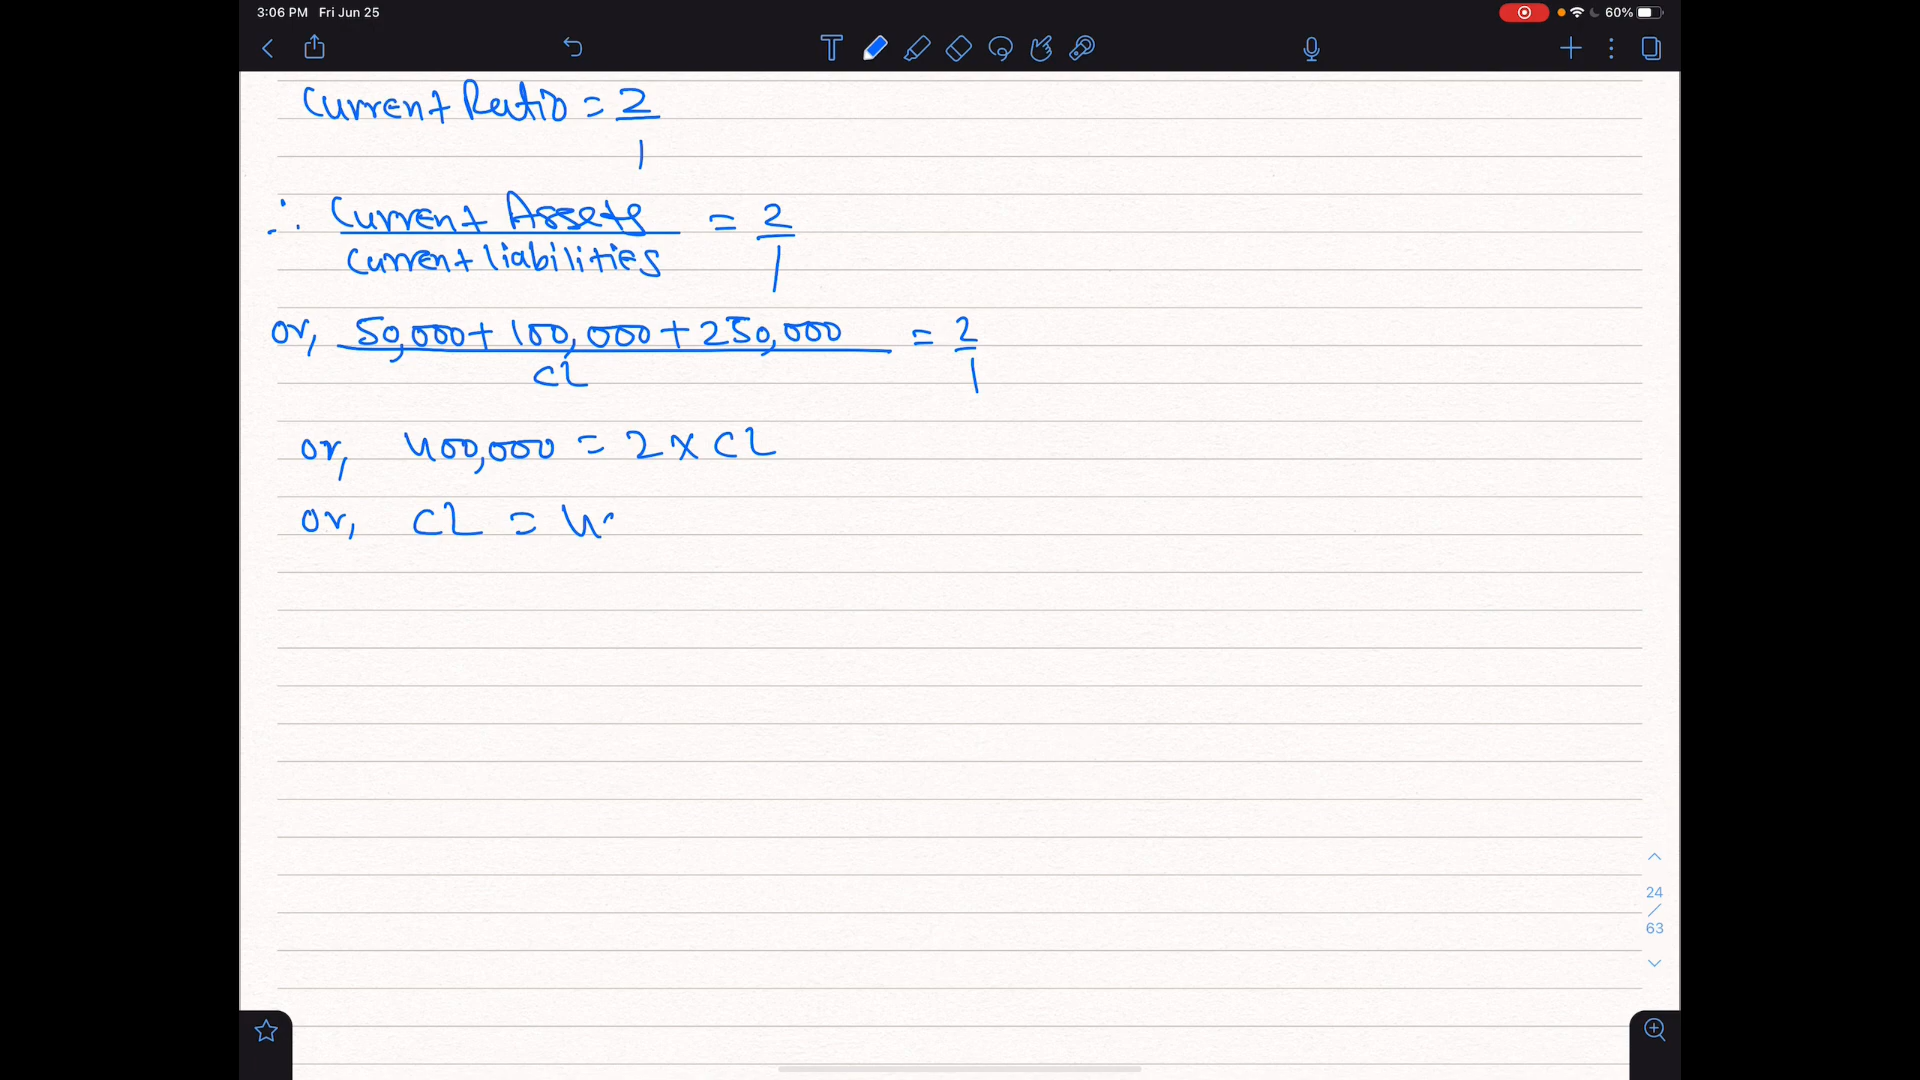 3:06 PM Fri Jun 25
60%
Current Ratio = 2
1
∴ Current Assets = 2
Current liabilities 1
or, 50,000 + 100,000 + 250,000 = 2
CL 1
or, 400,000 = 2 × CL
or, CL = 4
24
/
63